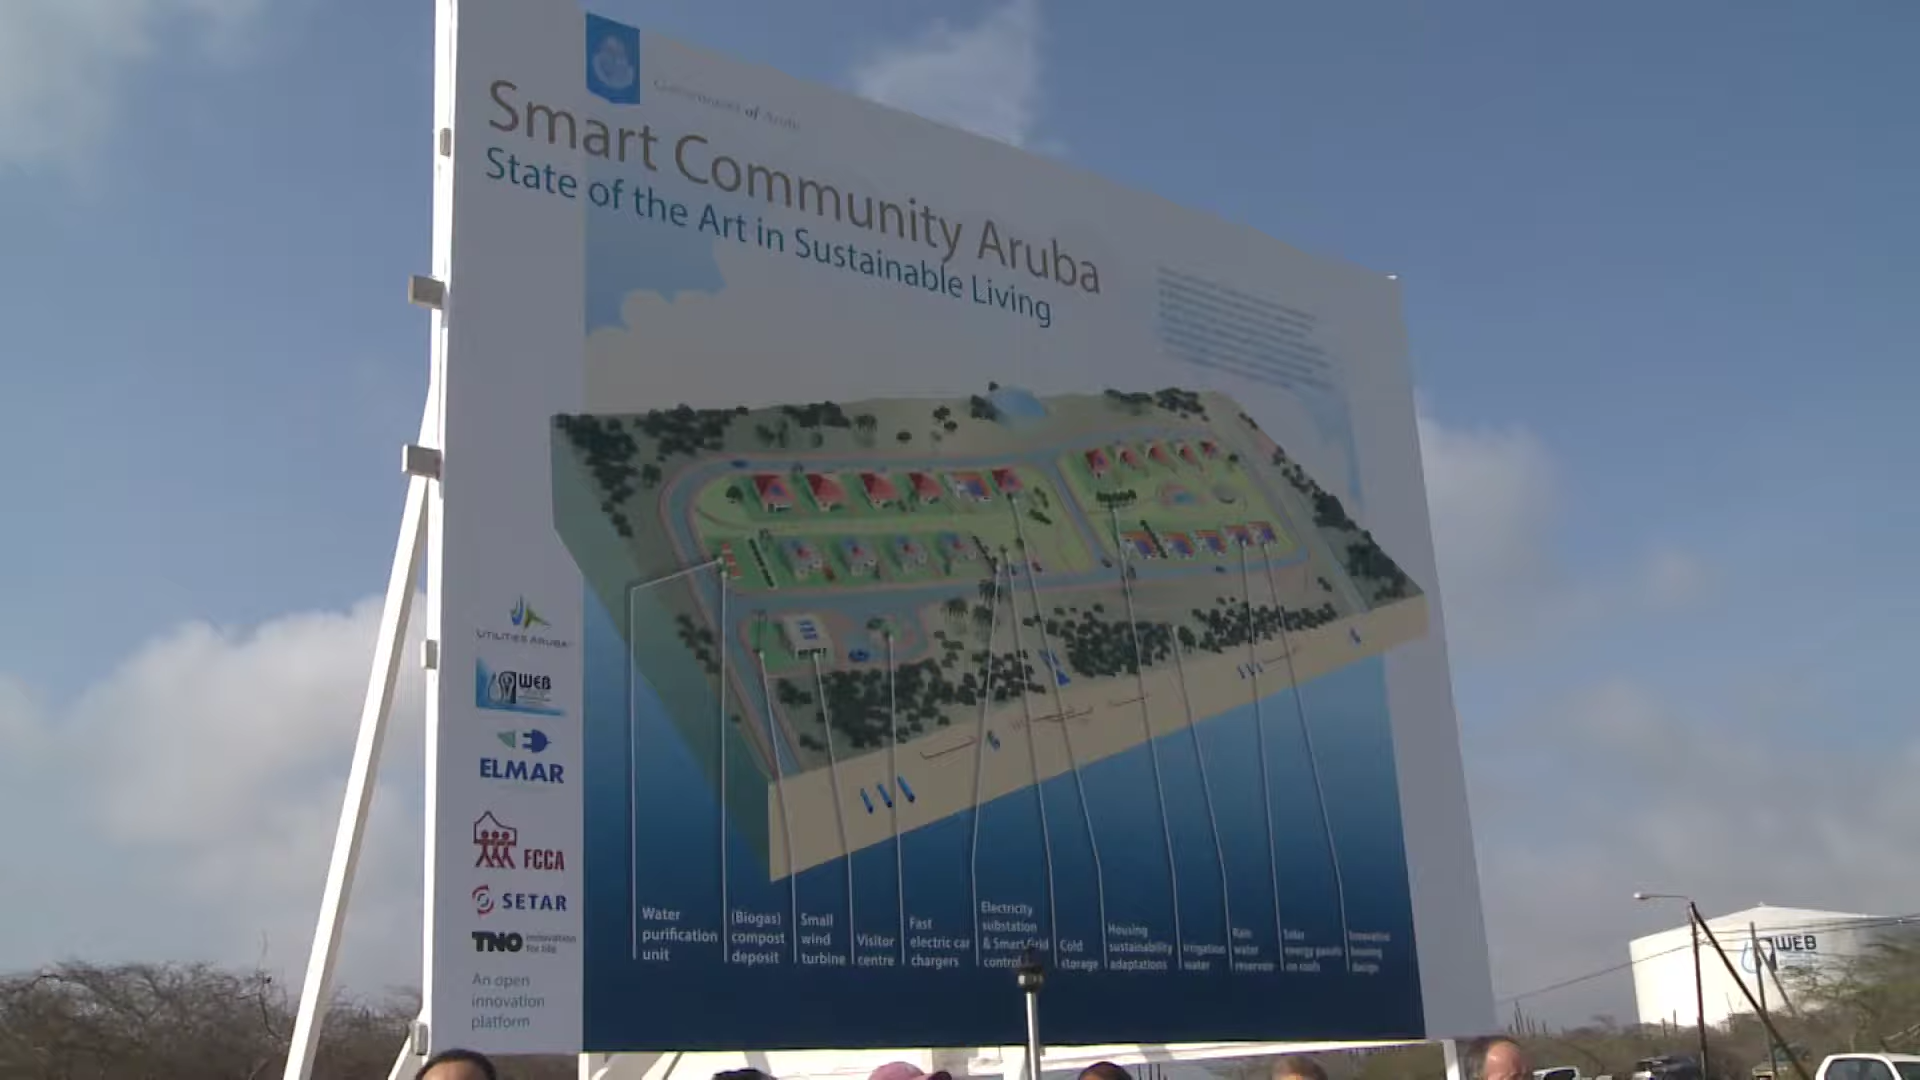 Government of Aruba
Smart Community Aruba
State of the Art in Sustainable Living
UTILITIES ARUBA
WEB
ELMAR
FCCA
SETAR
TNO innovation
for life
An open
innovation
platform
Water
purification
unit
(Biogas)
compost
deposit
Small
wind
turbine
Visitor
centre
Fast
electric car
chargers
Electricity
substation
& Smart Grid
control
Cold
storage
Housing
sustainability
adaptations
Irrigation
water
Rain
water
reservoir
Solar
energy panels
on roofs
Innovative
housing
design
WEB